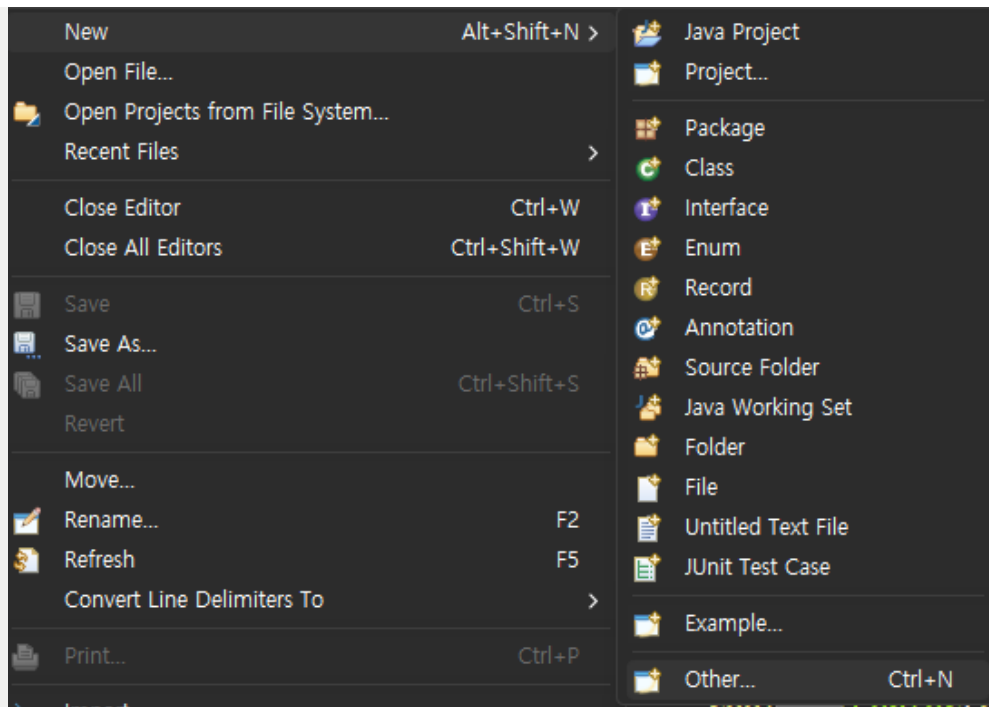 New Alt+Shift+N >
Open File...
Open Projects from File System...
Recent Files >
Close Editor Ctrl+W
Close All Editors Ctrl+Shift+W
Save Ctrl+S
Save As...
Save All Ctrl+Shift+S
Revert
Move...
Rename... F2
Refresh F5
Convert Line Delimiters To >
Print... Ctrl+P
Java Project
Project...
Package
Class
Interface
Enum
Record
Annotation
Source Folder
Java Working Set
Folder
File
Untitled Text File
JUnit Test Case
Example...
Other... Ctrl+N